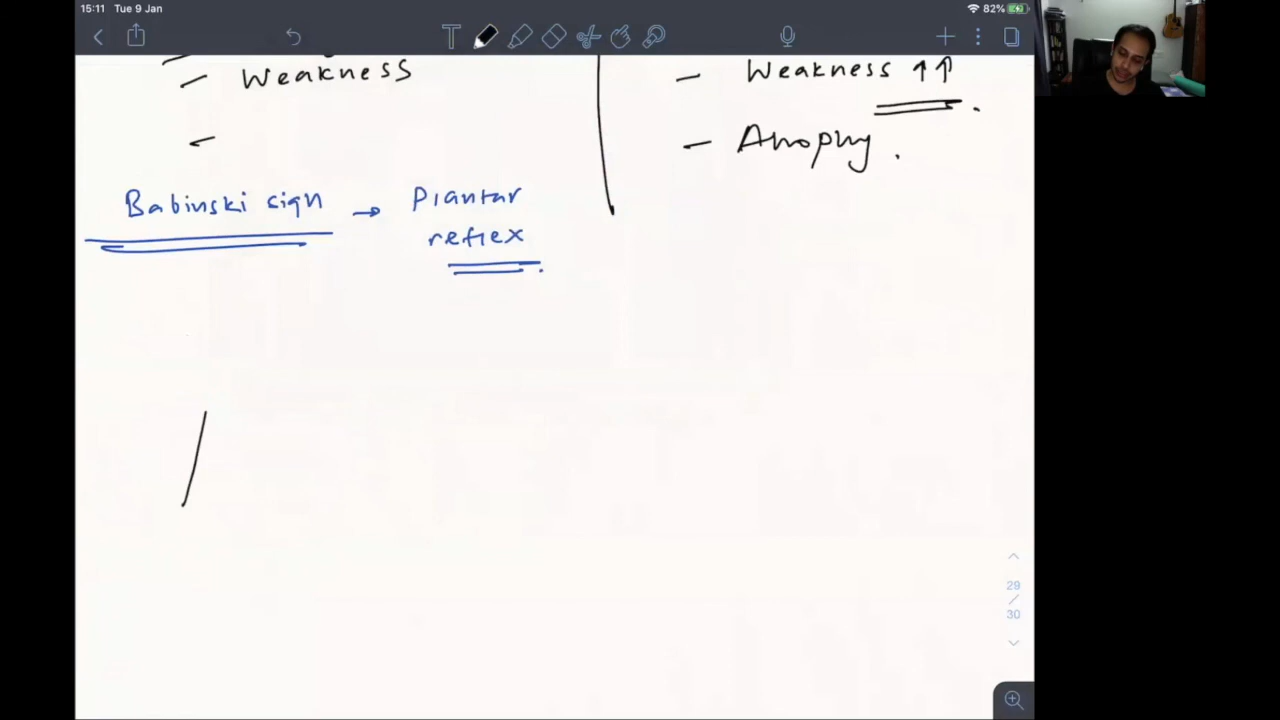 15:11 Tue 9 Jan
82%
– Weakness
–
Babinski sign → Plantar
reflex
– Weakness ↑↑
– Atrophy.
29
/
30